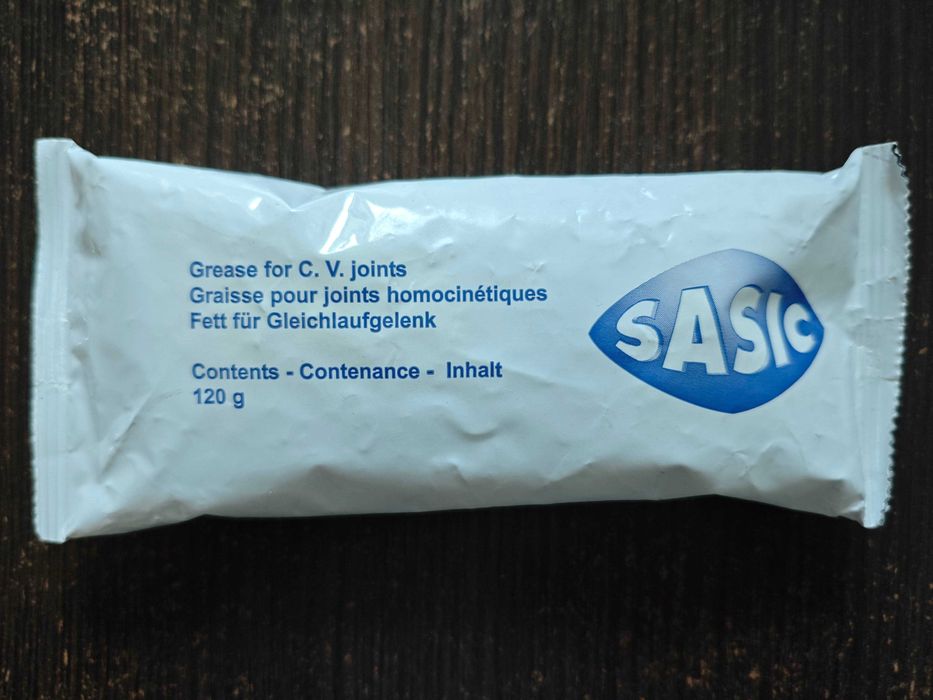 Grease for C. V. joints
Graisse pour joints homocinétiques
Fett für Gleichlaufgelenk
Contents - Contenance - Inhalt
120 g
SASIC